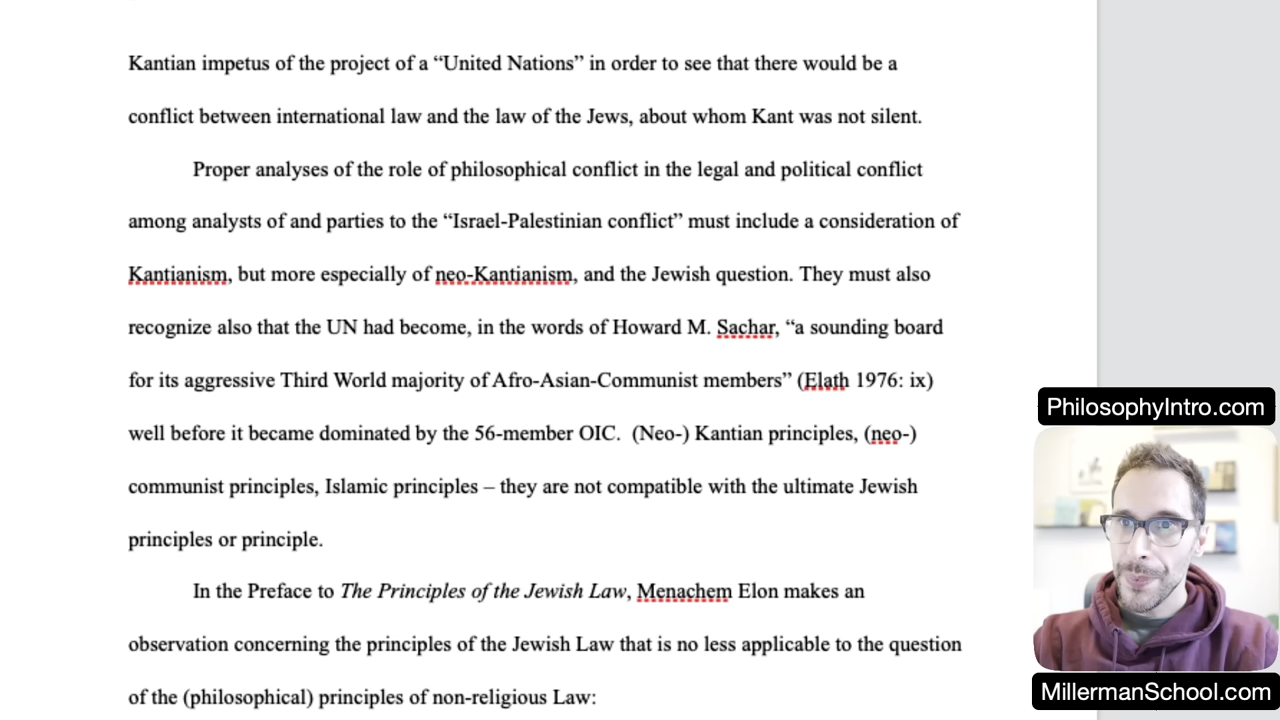 Kantian impetus of the project of a “United Nations” in order to see that there would be a
conflict between international law and the law of the Jews, about whom Kant was not silent.
Proper analyses of the role of philosophical conflict in the legal and political conflict
among analysts of and parties to the “Israel-Palestinian conflict” must include a consideration of
Kantianism, but more especially of neo-Kantianism, and the Jewish question. They must also
recognize also that the UN had become, in the words of Howard M. Sachar, “a sounding board
for its aggressive Third World majority of Afro-Asian-Communist members” (Elath 1976: ix)
well before it became dominated by the 56-member OIC.  (Neo-) Kantian principles, (neo-)
communist principles, Islamic principles – they are not compatible with the ultimate Jewish
principles or principle.
In the Preface to The Principles of the Jewish Law, Menachem Elon makes an
observation concerning the principles of the Jewish Law that is no less applicable to the question
of the (philosophical) principles of non-religious Law:
PhilosophyIntro.com
MillermanSchool.com